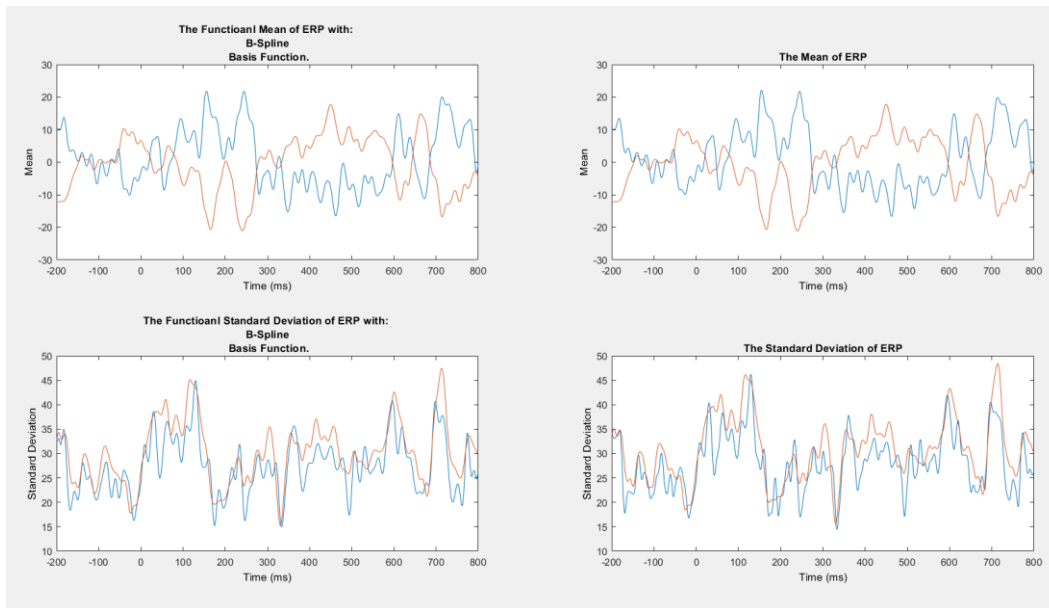 The Functioanl Mean of ERP with:
B-Spline
Basis Function.
30
20
10
0
-10
-20
-30
Mean
-200 -100 0 100 200 300 400 500 600 700 800
Time (ms)
The Mean of ERP
30
20
10
0
-10
-20
-30
Mean
-200 -100 0 100 200 300 400 500 600 700 800
Time (ms)
The Functioanl Standard Deviation of ERP with:
B-Spline
Basis Function.
50
45
40
35
30
25
20
15
10
Standard Deviation
-200 -100 0 100 200 300 400 500 600 700 800
Time (ms)
The Standard Deviation of ERP
50
45
40
35
30
25
20
15
10
Standard Deviation
-200 -100 0 100 200 300 400 500 600 700 800
Time (ms)